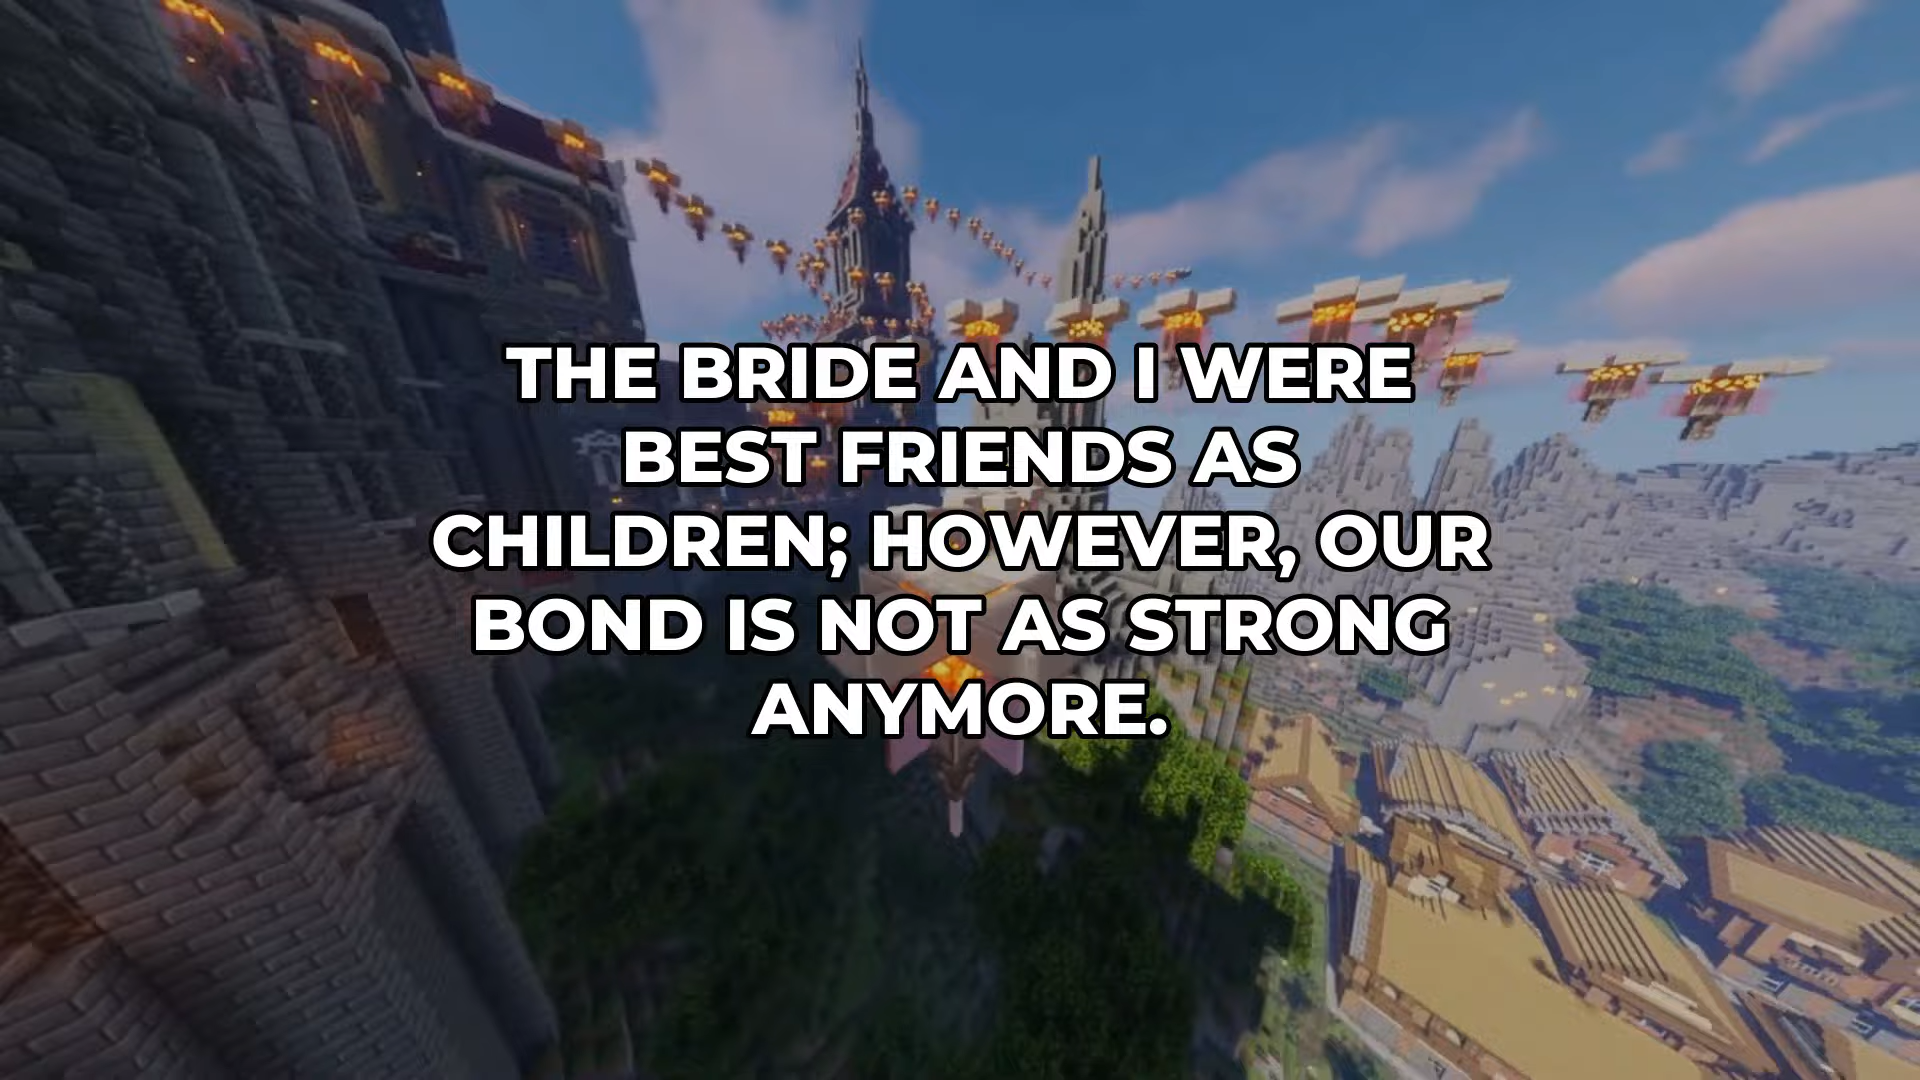 THE BRIDE AND I WERE
BEST FRIENDS AS
CHILDREN; HOWEVER, OUR
BOND IS NOT AS STRONG
ANYMORE.